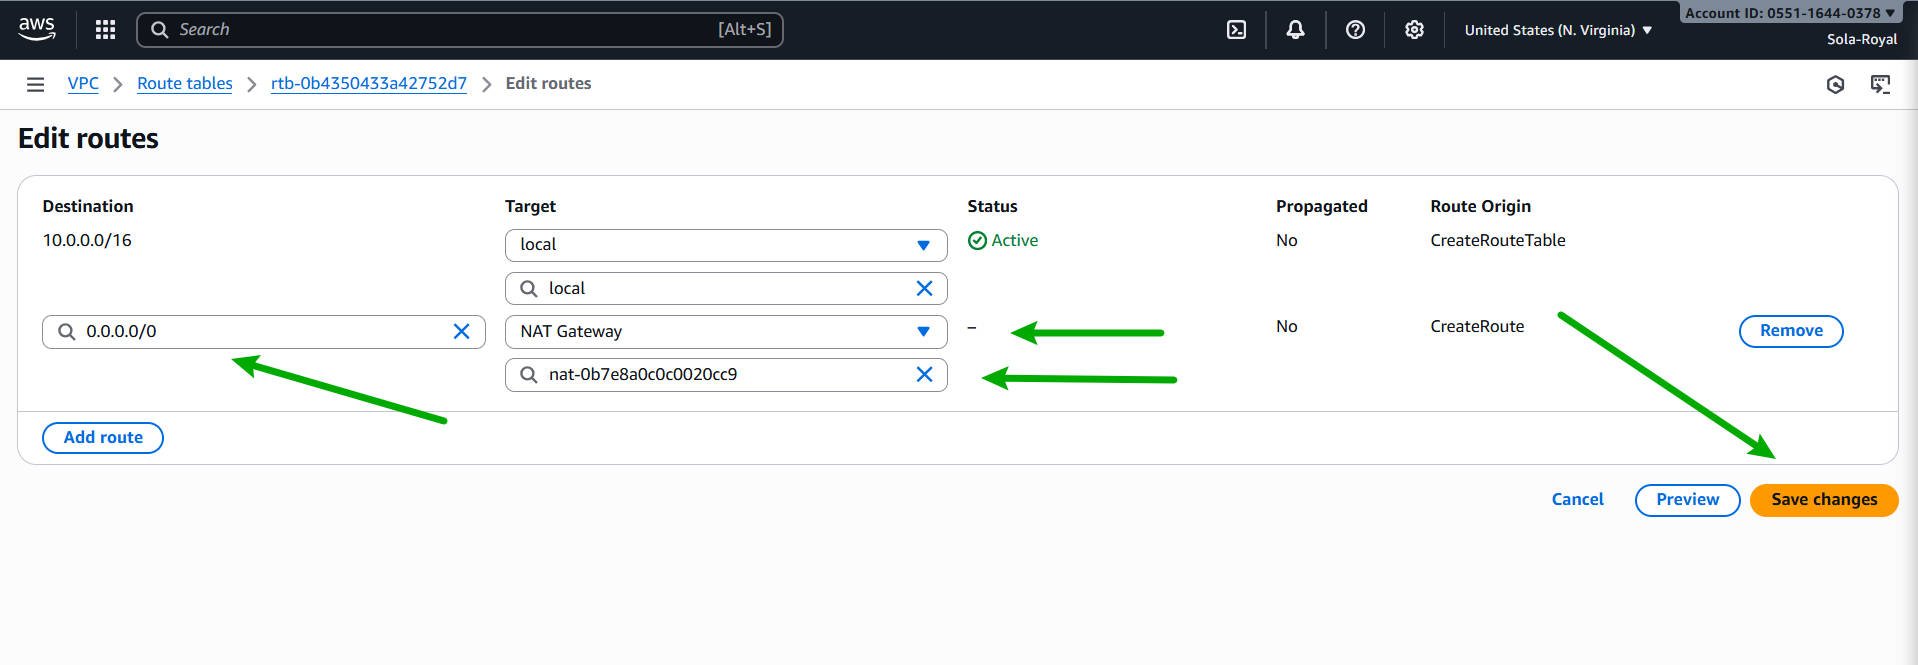 aws
Search [Alt+S]
United States (N. Virginia)
Account ID: 0551-1644-0378
Sola-Royal
VPC
Route tables
rtb-0b4350433a42752d7
Edit routes
Edit routes
Destination Target Status Propagated Route Origin
10.0.0.0/16 local Active No CreateRouteTable
local
0.0.0.0/0 NAT Gateway – No CreateRoute Remove
nat-0b7e8a0c0c0020cc9
Add route
Cancel Preview Save changes